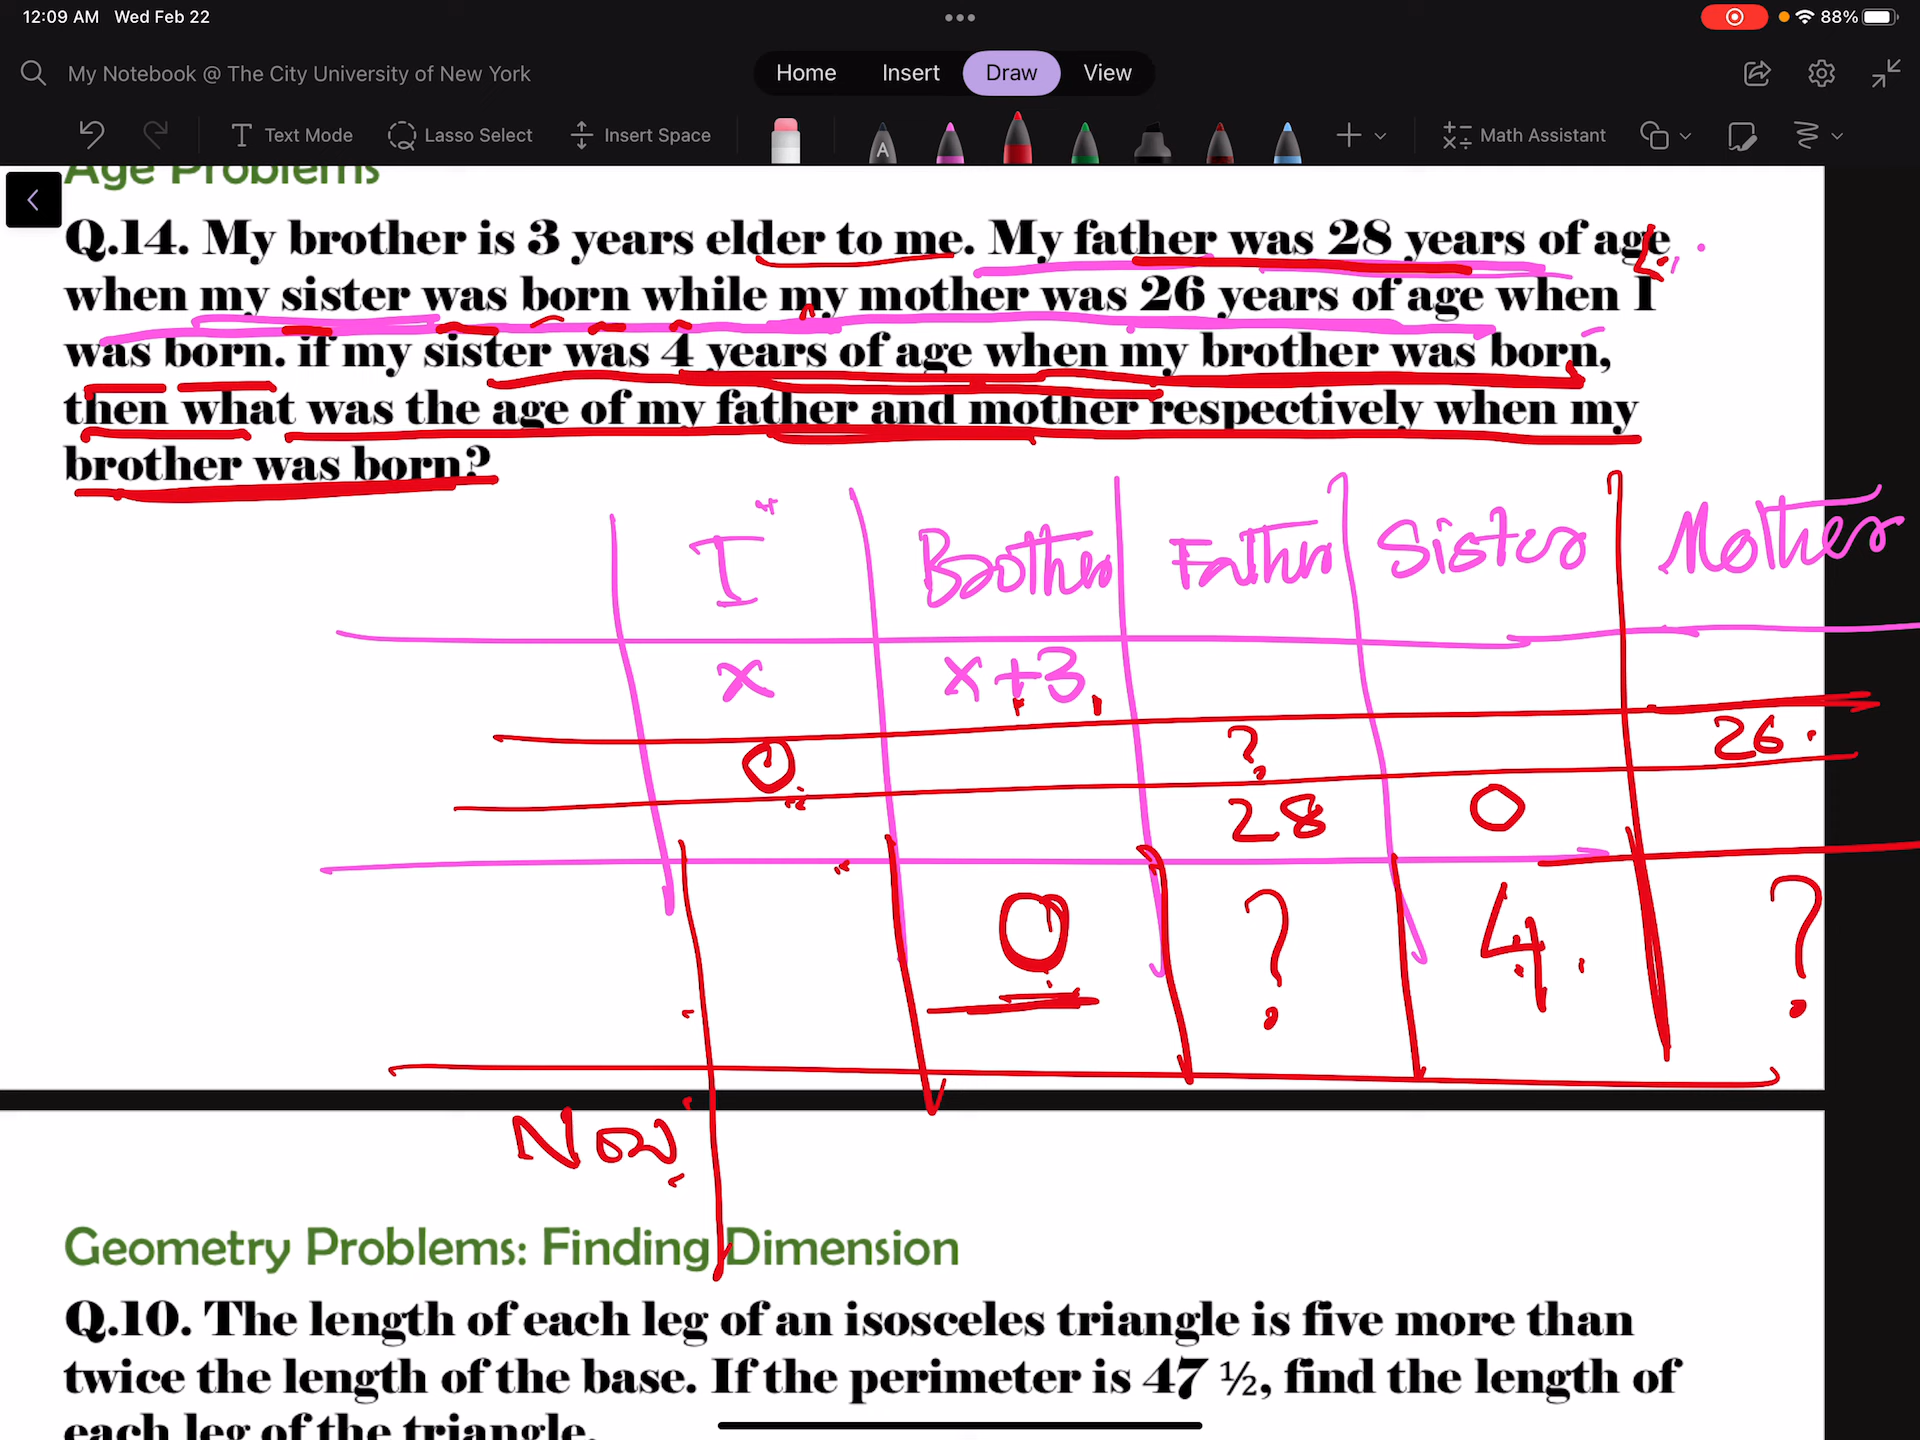 12:09 AM Wed Feb 22
88%
My Notebook @ The City University of New York
Home Insert Draw View
Text Mode Lasso Select Insert Space A Math Assistant
Age Problems
Q.14. My brother is 3 years elder to me. My father was 28 years of age
when my sister was born while my mother was 26 years of age when I
was born. if my sister was 4 years of age when my brother was born,
then what was the age of my father and mother respectively when my
brother was born?
I Brother Father Sister Mother
x x+3
0 ? 26
28 0
0 ? 4 ?
Now
Geometry Problems: Finding Dimension
Q.10. The length of each leg of an isosceles triangle is five more than
twice the length of the base. If the perimeter is 47 ½, find the length of
each leg of the triangle.